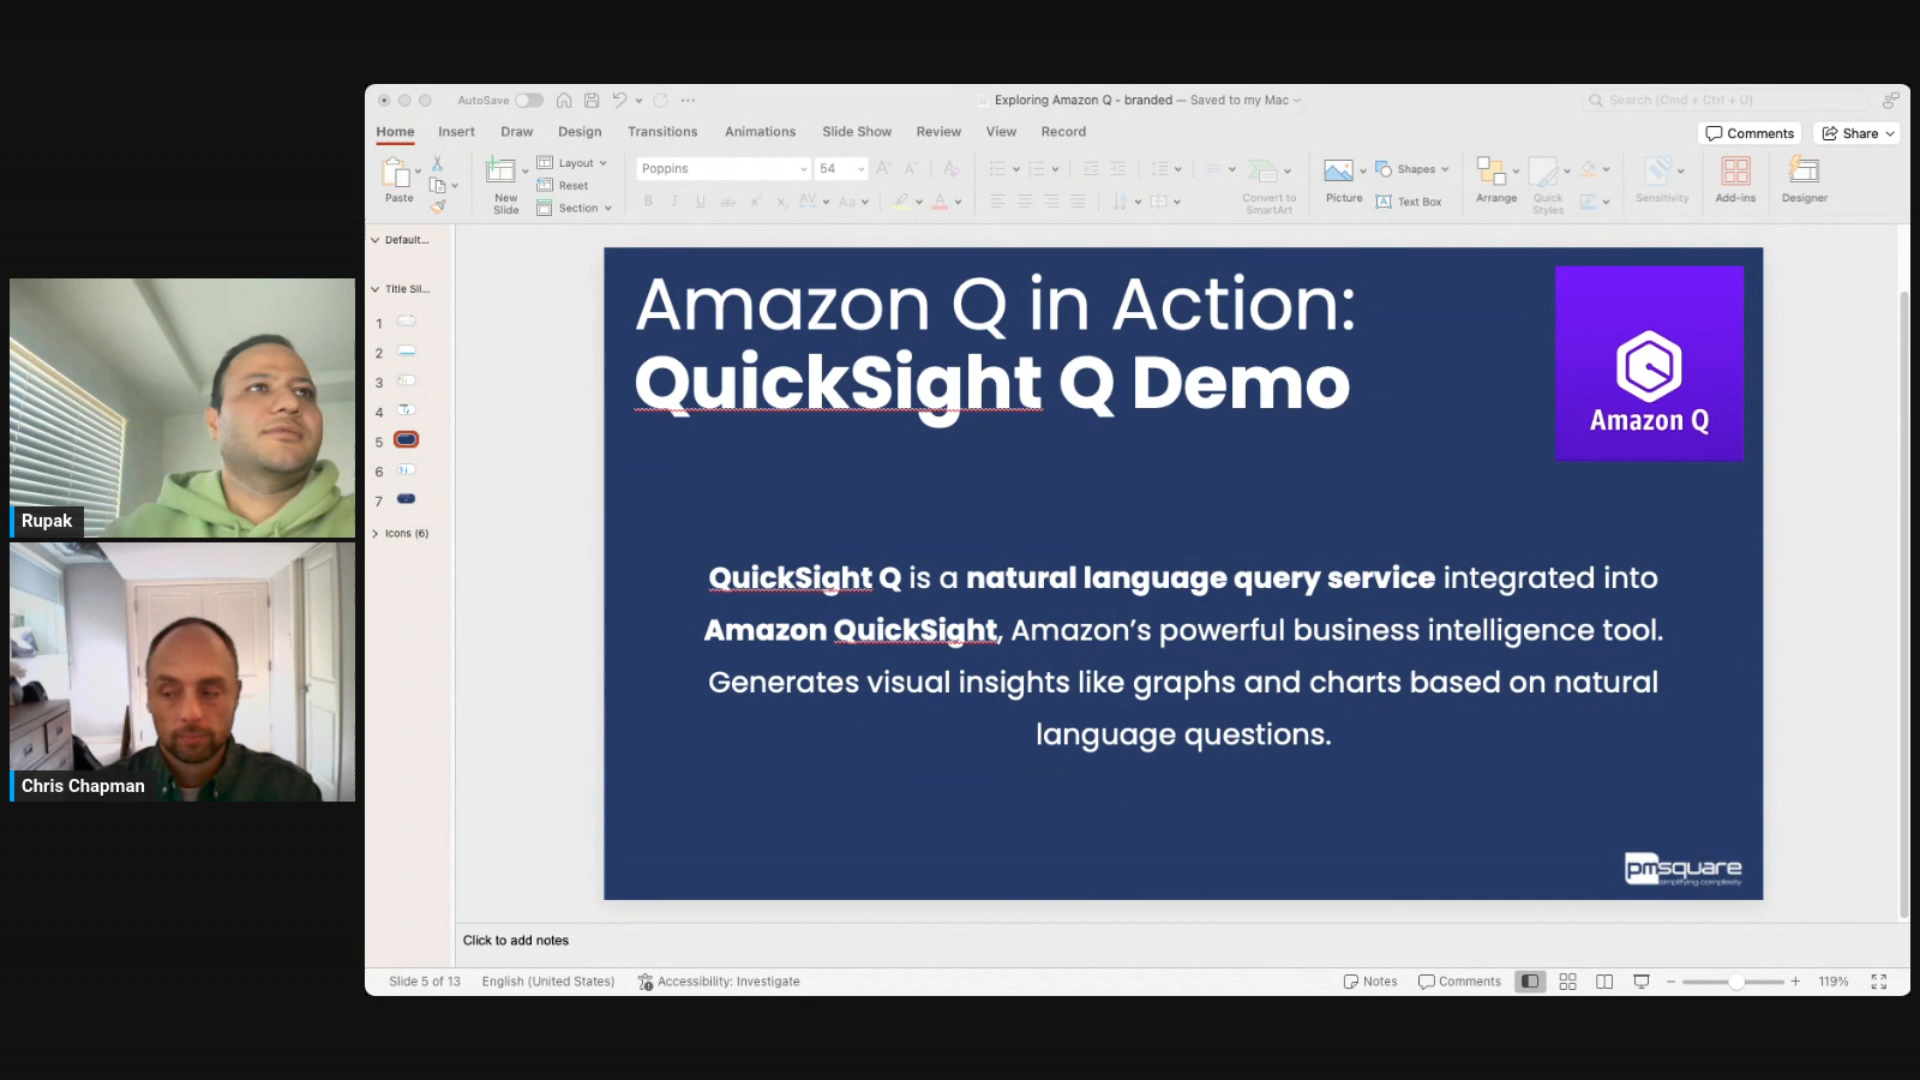 AutoSave
Exploring Amazon Q - branded — Saved to my Mac
Search (Cmd + Ctrl + U)
Home Insert Draw Design Transitions Animations Slide Show Review View Record
Comments Share
Paste
New Slide
Layout
Reset
Section
Poppins 54
Convert to SmartArt
Picture
Shapes
Text Box
Arrange
Quick Styles
Sensitivity
Add-ins
Designer
Default...
Title Sli...
1
2
3
4
5
6
7
Icons (6)
Rupak
Chris Chapman
Amazon Q in Action:
QuickSight Q Demo
Amazon Q
QuickSight Q is a natural language query service integrated into
Amazon QuickSight, Amazon's powerful business intelligence tool.
Generates visual insights like graphs and charts based on natural
language questions.
pmsquare
simplifying complexity
Click to add notes
Slide 5 of 13 English (United States) Accessibility: Investigate Notes Comments 119%